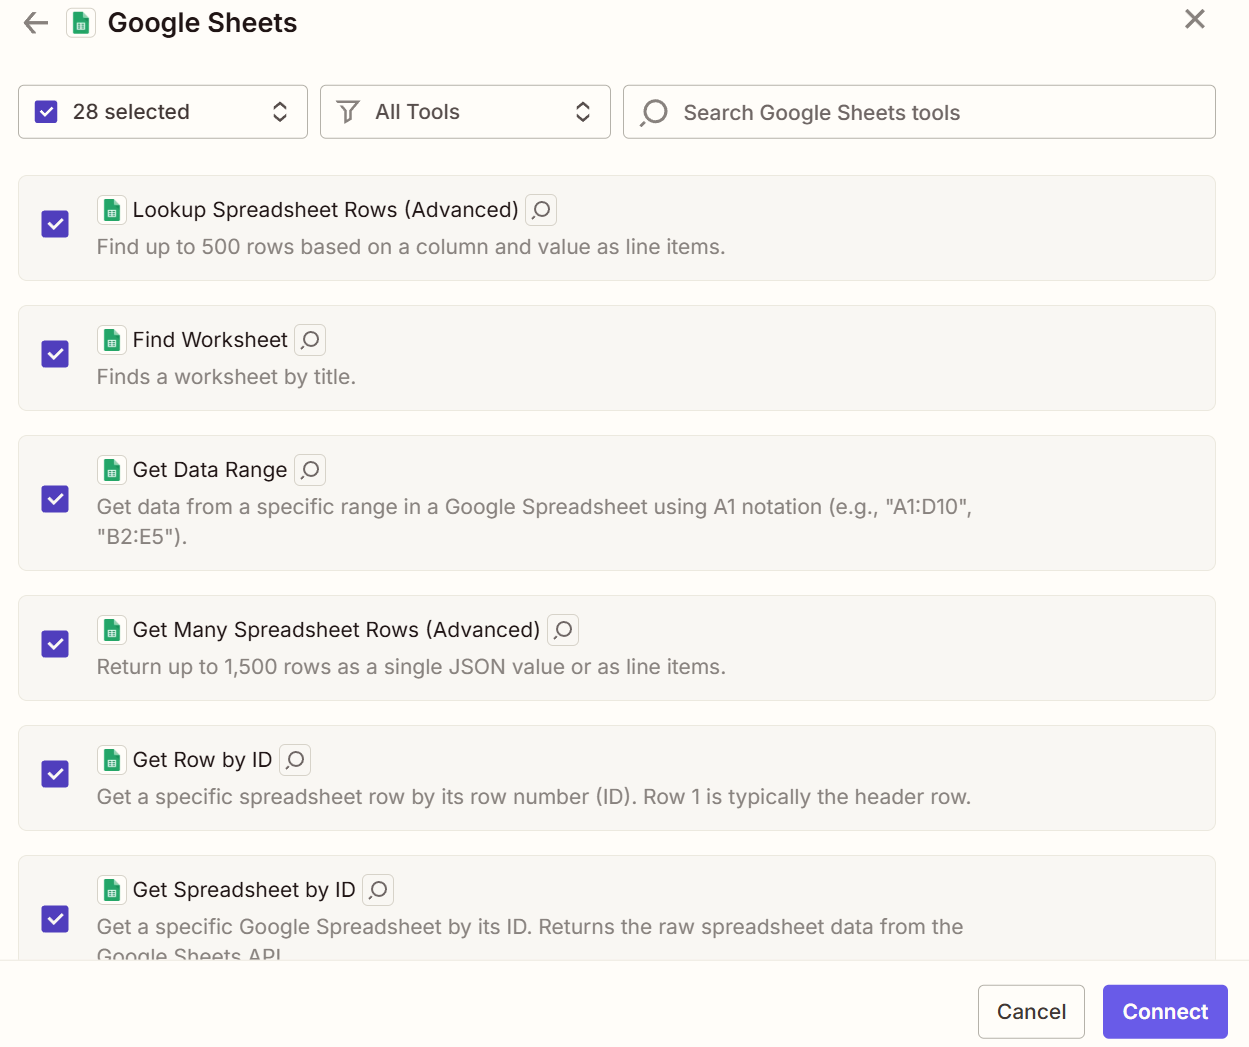 Google Sheets
28 selected
All Tools
Search Google Sheets tools
Lookup Spreadsheet Rows (Advanced)
Find up to 500 rows based on a column and value as line items.
Find Worksheet
Finds a worksheet by title.
Get Data Range
Get data from a specific range in a Google Spreadsheet using A1 notation (e.g., "A1:D10",
"B2:E5").
Get Many Spreadsheet Rows (Advanced)
Return up to 1,500 rows as a single JSON value or as line items.
Get Row by ID
Get a specific spreadsheet row by its row number (ID). Row 1 is typically the header row.
Get Spreadsheet by ID
Get a specific Google Spreadsheet by its ID. Returns the raw spreadsheet data from the
Google Sheets API
Cancel
Connect